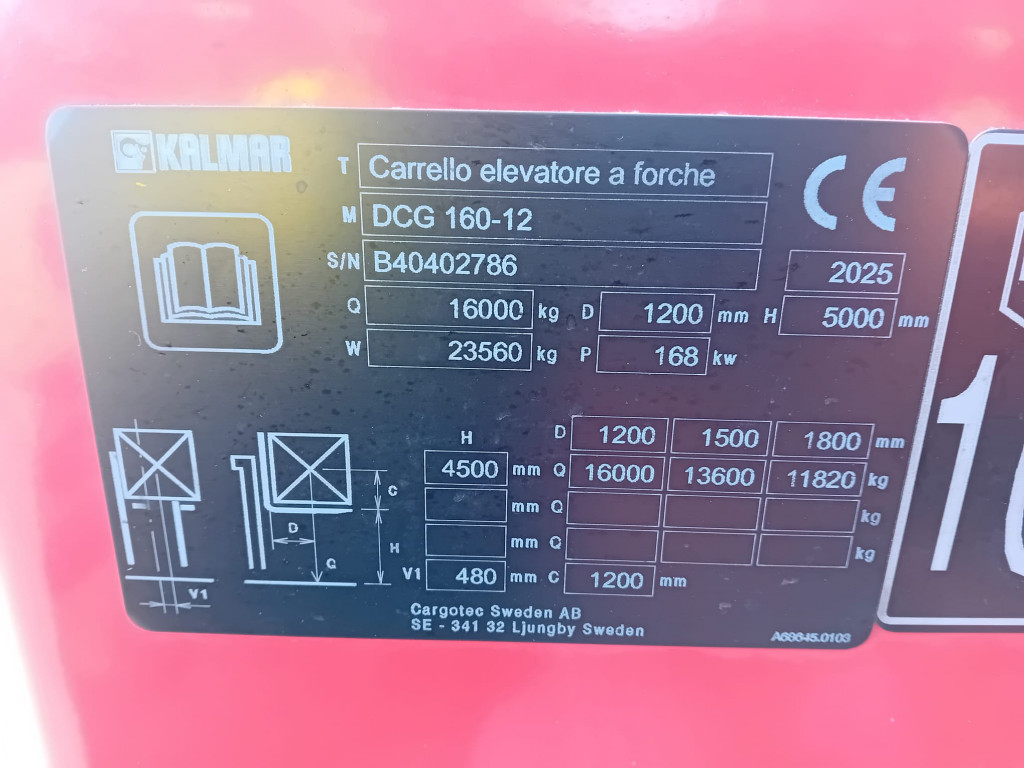 KALMAR
T Carrello elevatore a forche
M DCG 160-12
CE
S/N B40402786
2025
Q 16000 kg D 1200 mm H 5000 mm
W 23560 kg P 168 kw
H D 1200 1500 1800 mm
4500 mm Q 16000 13600 11820 kg
mm Q kg
mm Q kg
V1 480 mm C 1200 mm
C
D
H
G
V1
Cargotec Sweden AB
SE - 341 32 Ljungby Sweden
A68645.0103